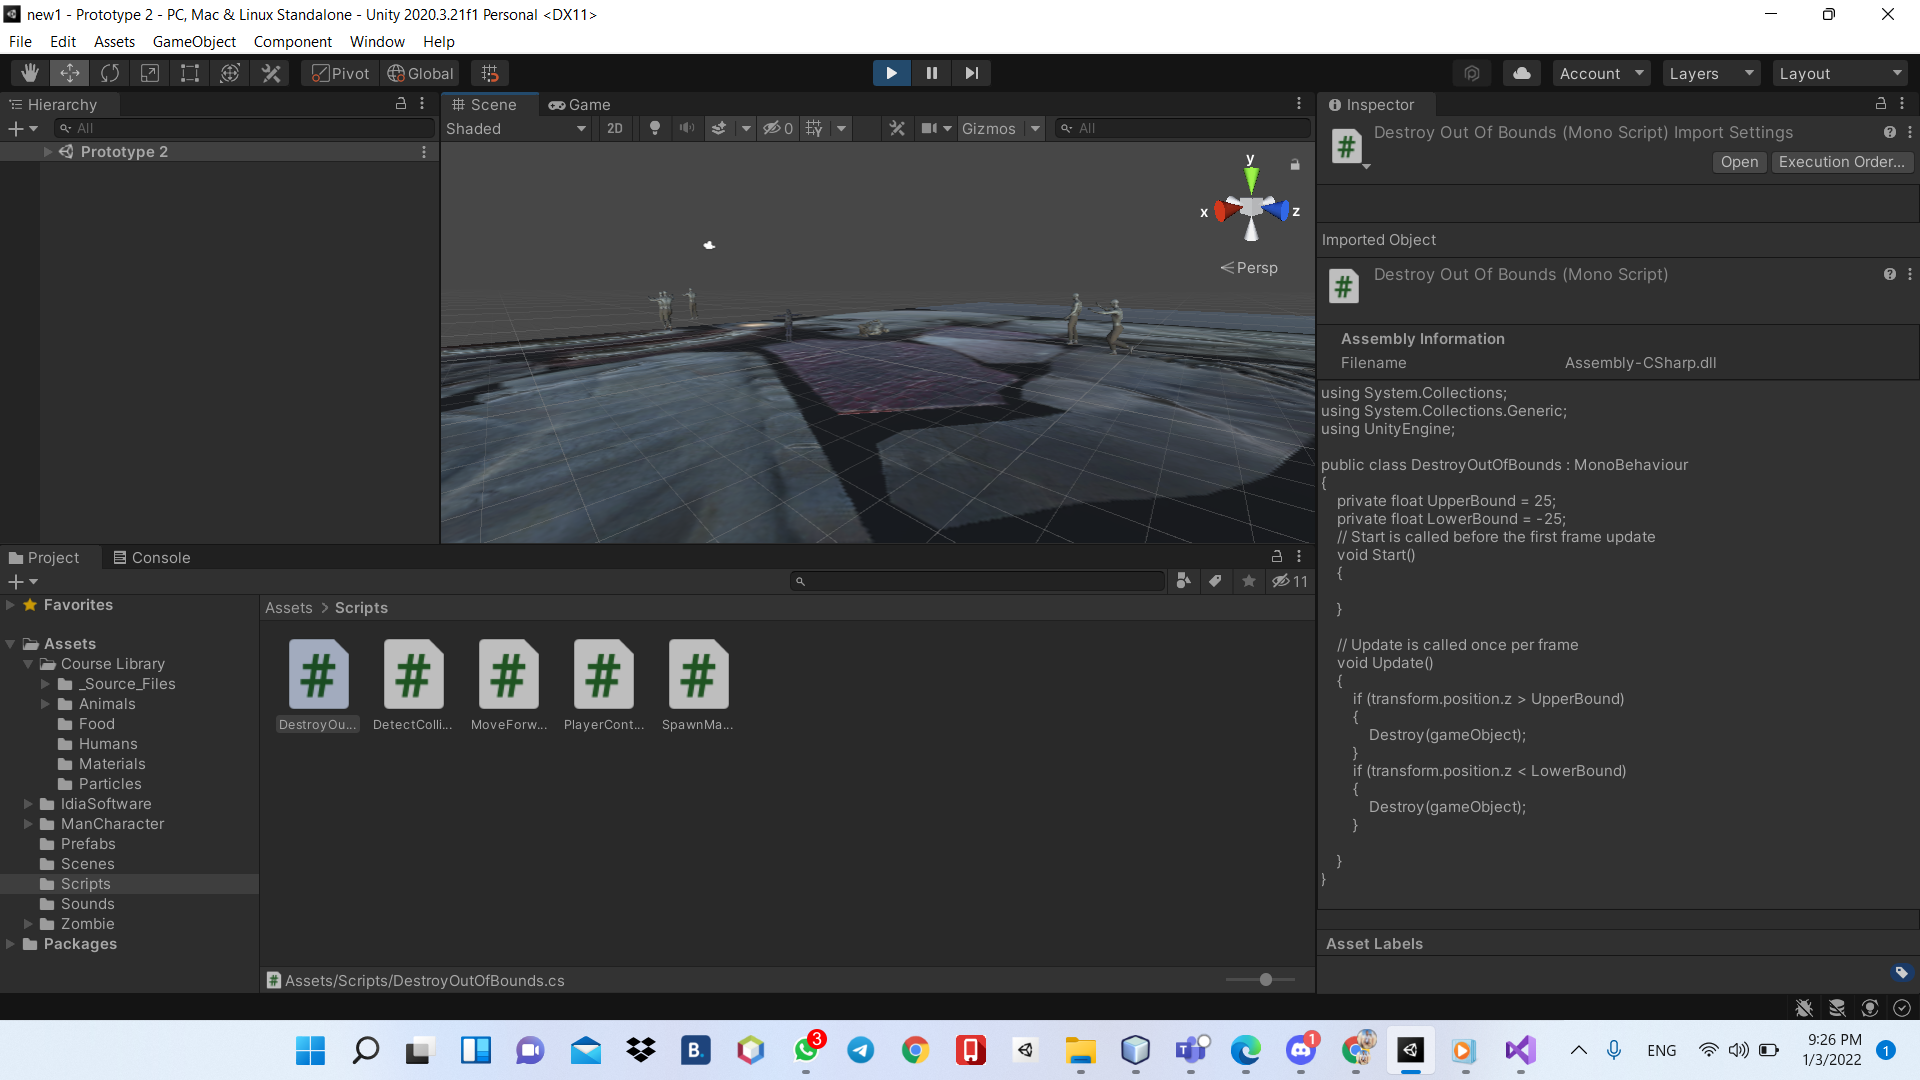 new1 - Prototype 2 - PC, Mac & Linux Standalone - Unity 2020.3.21f1 Personal <DX11>
File Edit Assets GameObject Component Window Help
Pivot Global Account Layers Layout
Hierarchy
All
Prototype 2
Scene Game
Shaded 2D 0 Gizmos All
y
x z
Persp
Inspector
Destroy Out Of Bounds (Mono Script) Import Settings
Open Execution Order...
Imported Object
Destroy Out Of Bounds (Mono Script)
Assembly Information
Filename Assembly-CSharp.dll
using System.Collections;
using System.Collections.Generic;
using UnityEngine;
public class DestroyOutOfBounds : MonoBehaviour
{
private float UpperBound = 25;
private float LowerBound = -25;
// Start is called before the first frame update
void Start()
{
}
// Update is called once per frame
void Update()
{
if (transform.position.z > UpperBound)
{
Destroy(gameObject);
}
if (transform.position.z < LowerBound)
{
Destroy(gameObject);
}
}
}
Asset Labels
Project Console
11
Favorites
Assets
Course Library
_Source_Files
Animals
Food
Humans
Materials
Particles
IdiaSoftware
ManCharacter
Prefabs
Scenes
Scripts
Sounds
Zombie
Packages
Assets > Scripts
DestroyOu... DetectColli... MoveForw... PlayerCont... SpawnMa...
Assets/Scripts/DestroyOutOfBounds.cs
B.
3
1
ENG
9:26 PM
1/3/2022
1